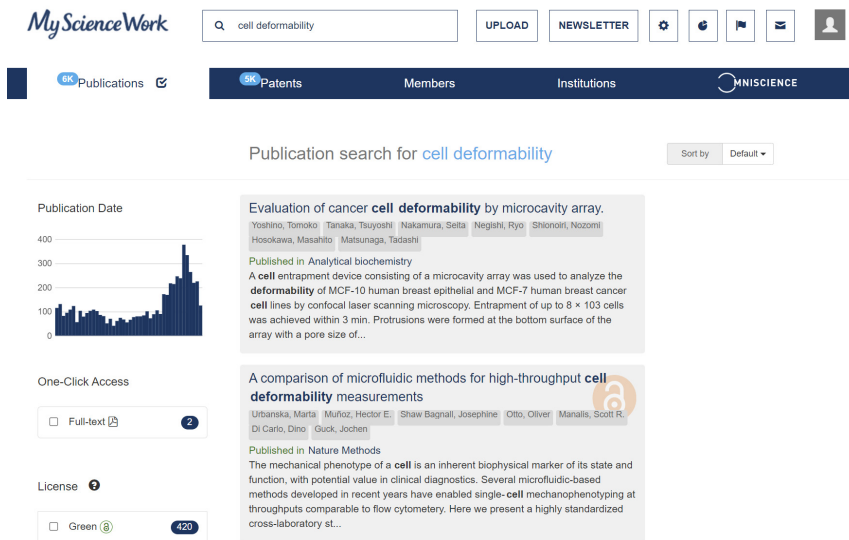 My Science Work
cell deformability
UPLOAD
NEWSLETTER
6K Publications
5K Patents
Members
Institutions
OMNISCIENCE
Publication search for cell deformability
Sort by
Default
Publication Date
400
300
200
100
0
One-Click Access
Full-text
2
License
Green
420
Evaluation of cancer cell deformability by microcavity array.
Yoshino, Tomoko Tanaka, Tsuyoshi Nakamura, Seita Negishi, Ryo Shionoiri, Nozomi
Hosokawa, Masahito Matsunaga, Tadashi
Published in Analytical biochemistry
A cell entrapment device consisting of a microcavity array was used to analyze the
deformability of MCF-10 human breast epithelial and MCF-7 human breast cancer
cell lines by confocal laser scanning microscopy. Entrapment of up to 8 × 103 cells
was achieved within 3 min. Protrusions were formed at the bottom surface of the
array with a pore size of...
A comparison of microfluidic methods for high-throughput cell
deformability measurements
Urbanska, Marta Muñoz, Hector E. Shaw Bagnall, Josephine Otto, Oliver Manalis, Scott R.
Di Carlo, Dino Guck, Jochen
Published in Nature Methods
The mechanical phenotype of a cell is an inherent biophysical marker of its state and
function, with potential value in clinical diagnostics. Several microfluidic-based
methods developed in recent years have enabled single- cell mechanophenotyping at
throughputs comparable to flow cytometery. Here we present a highly standardized
cross-laboratory st...